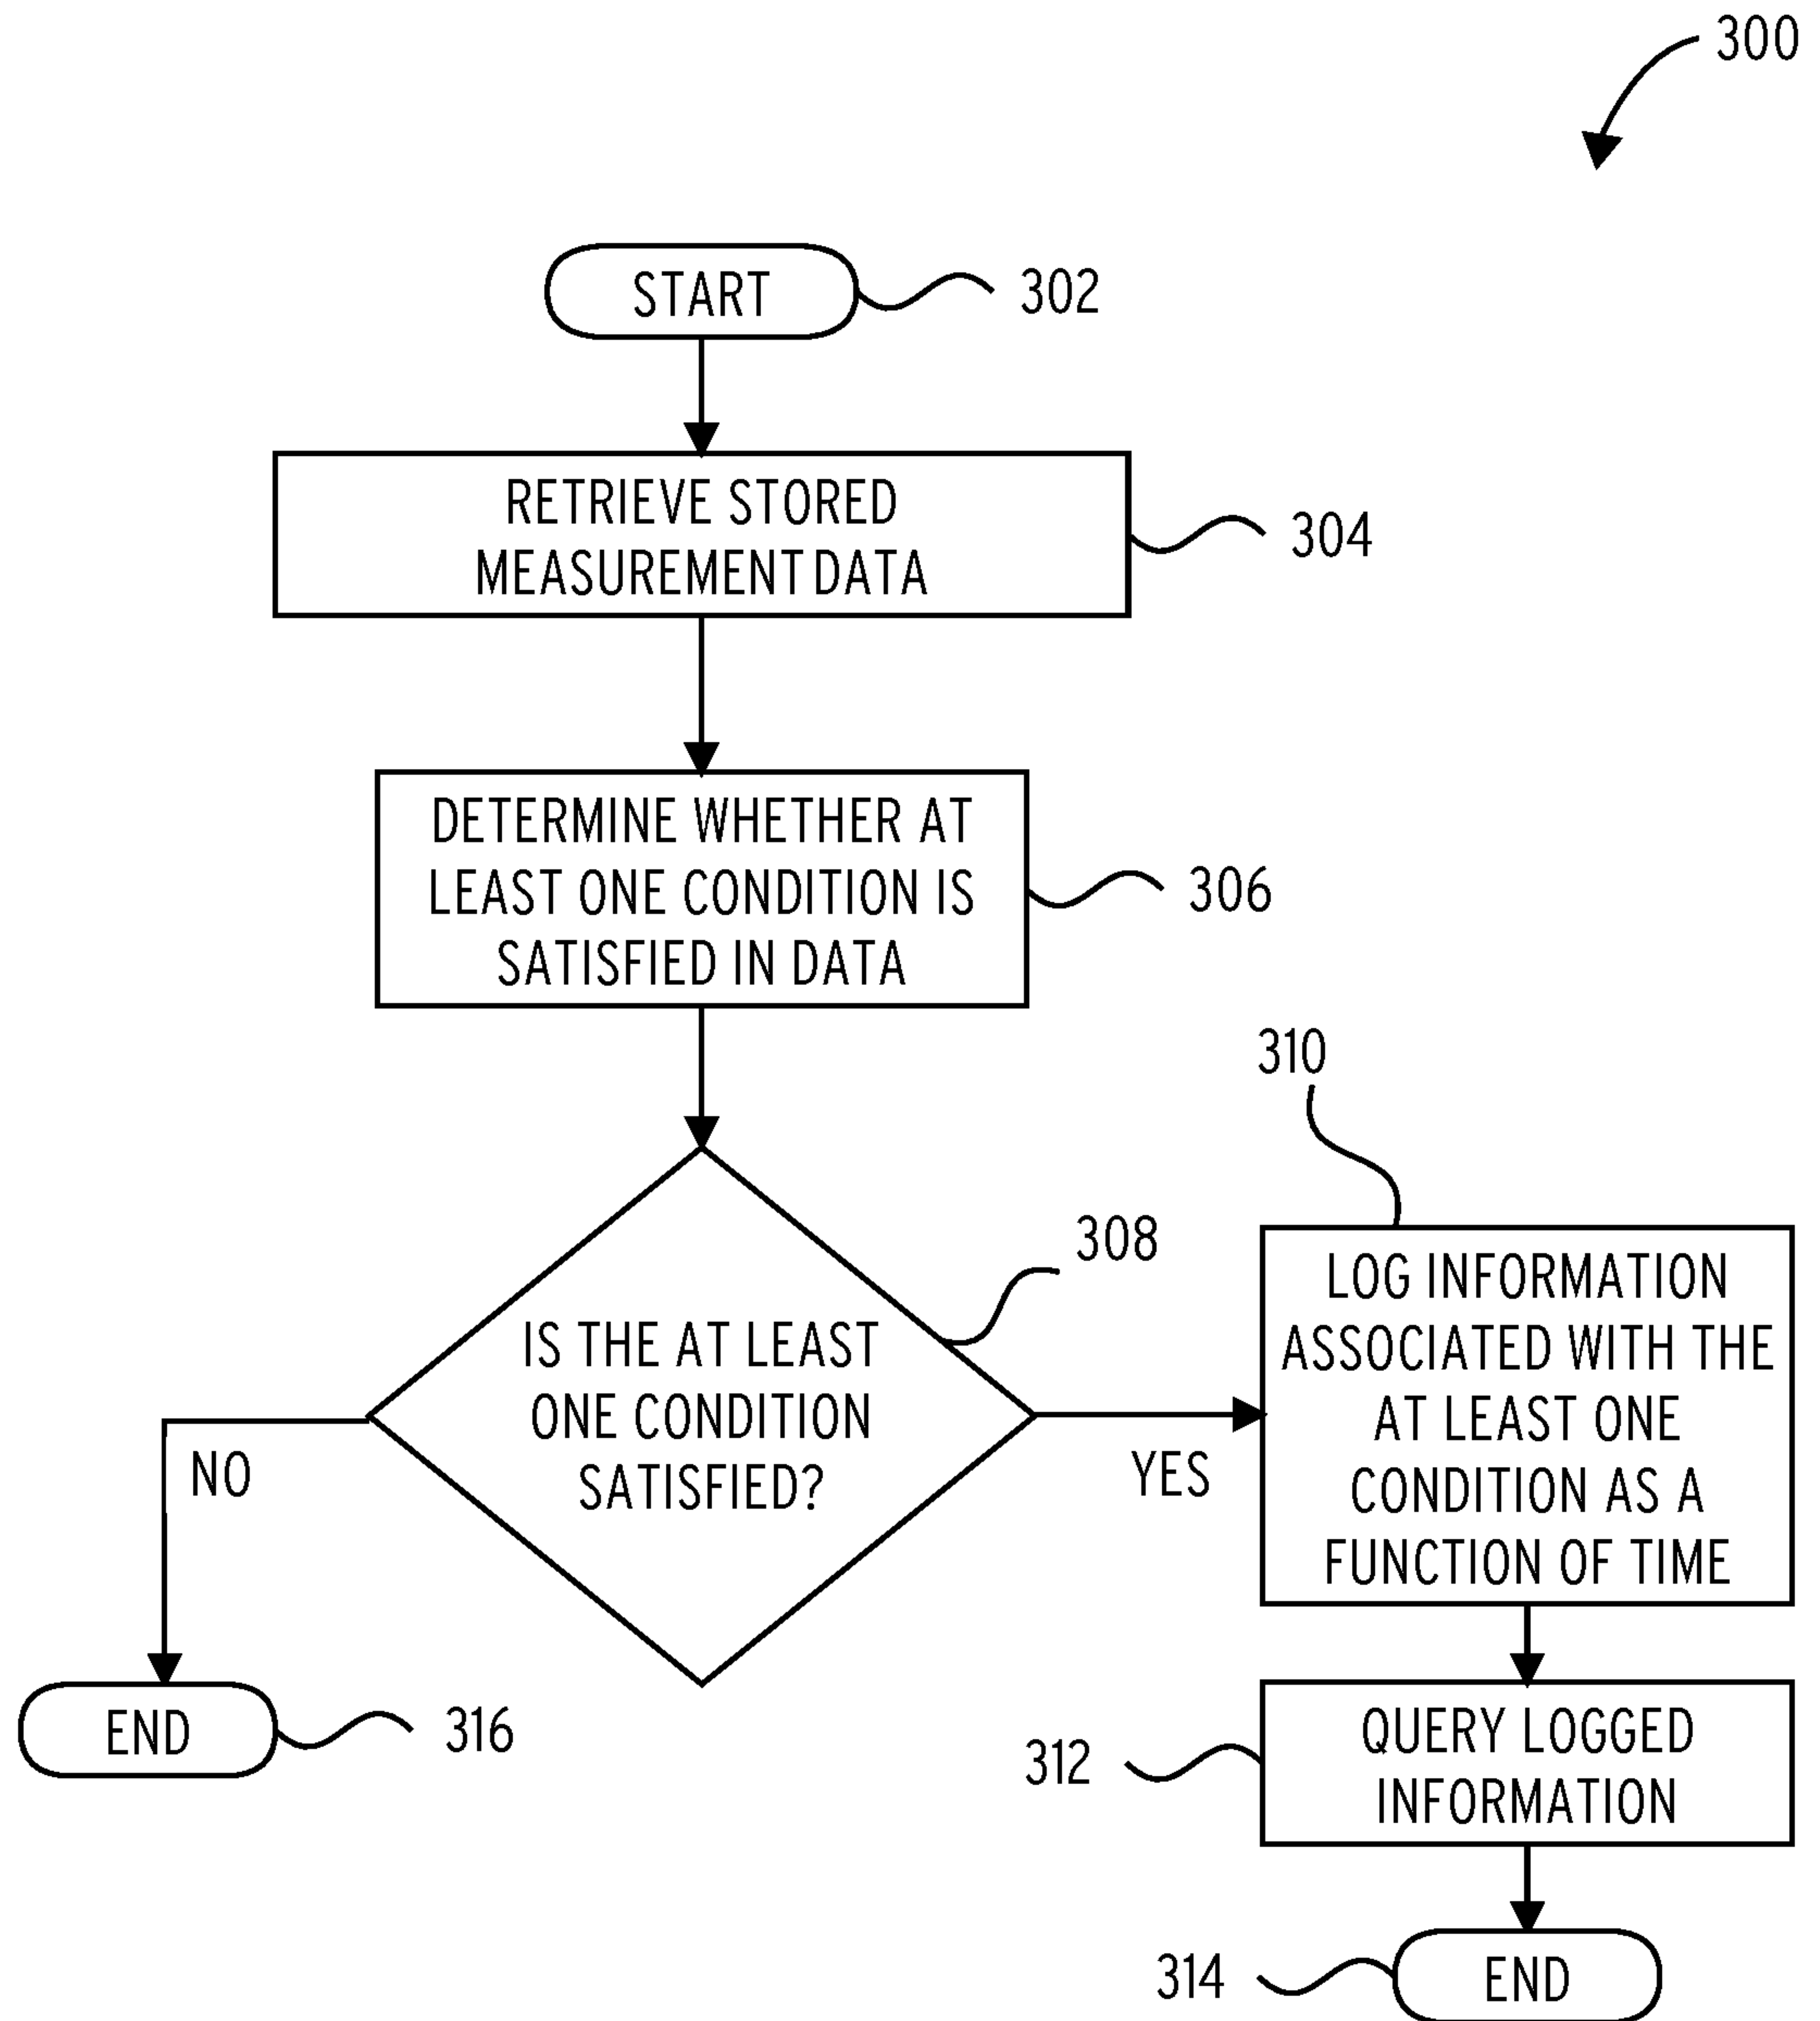 300
START
302
RETRIEVE STORED
MEASUREMENT DATA
304
DETERMINE WHETHER AT
LEAST ONE CONDITION IS
SATISFIED IN DATA
306
IS THE AT LEAST
ONE CONDITION
SATISFIED?
308
NO
YES
310
LOG INFORMATION
ASSOCIATED WITH THE
AT LEAST ONE
CONDITION AS A
FUNCTION OF TIME
END
316
312
QUERY LOGGED
INFORMATION
314
END